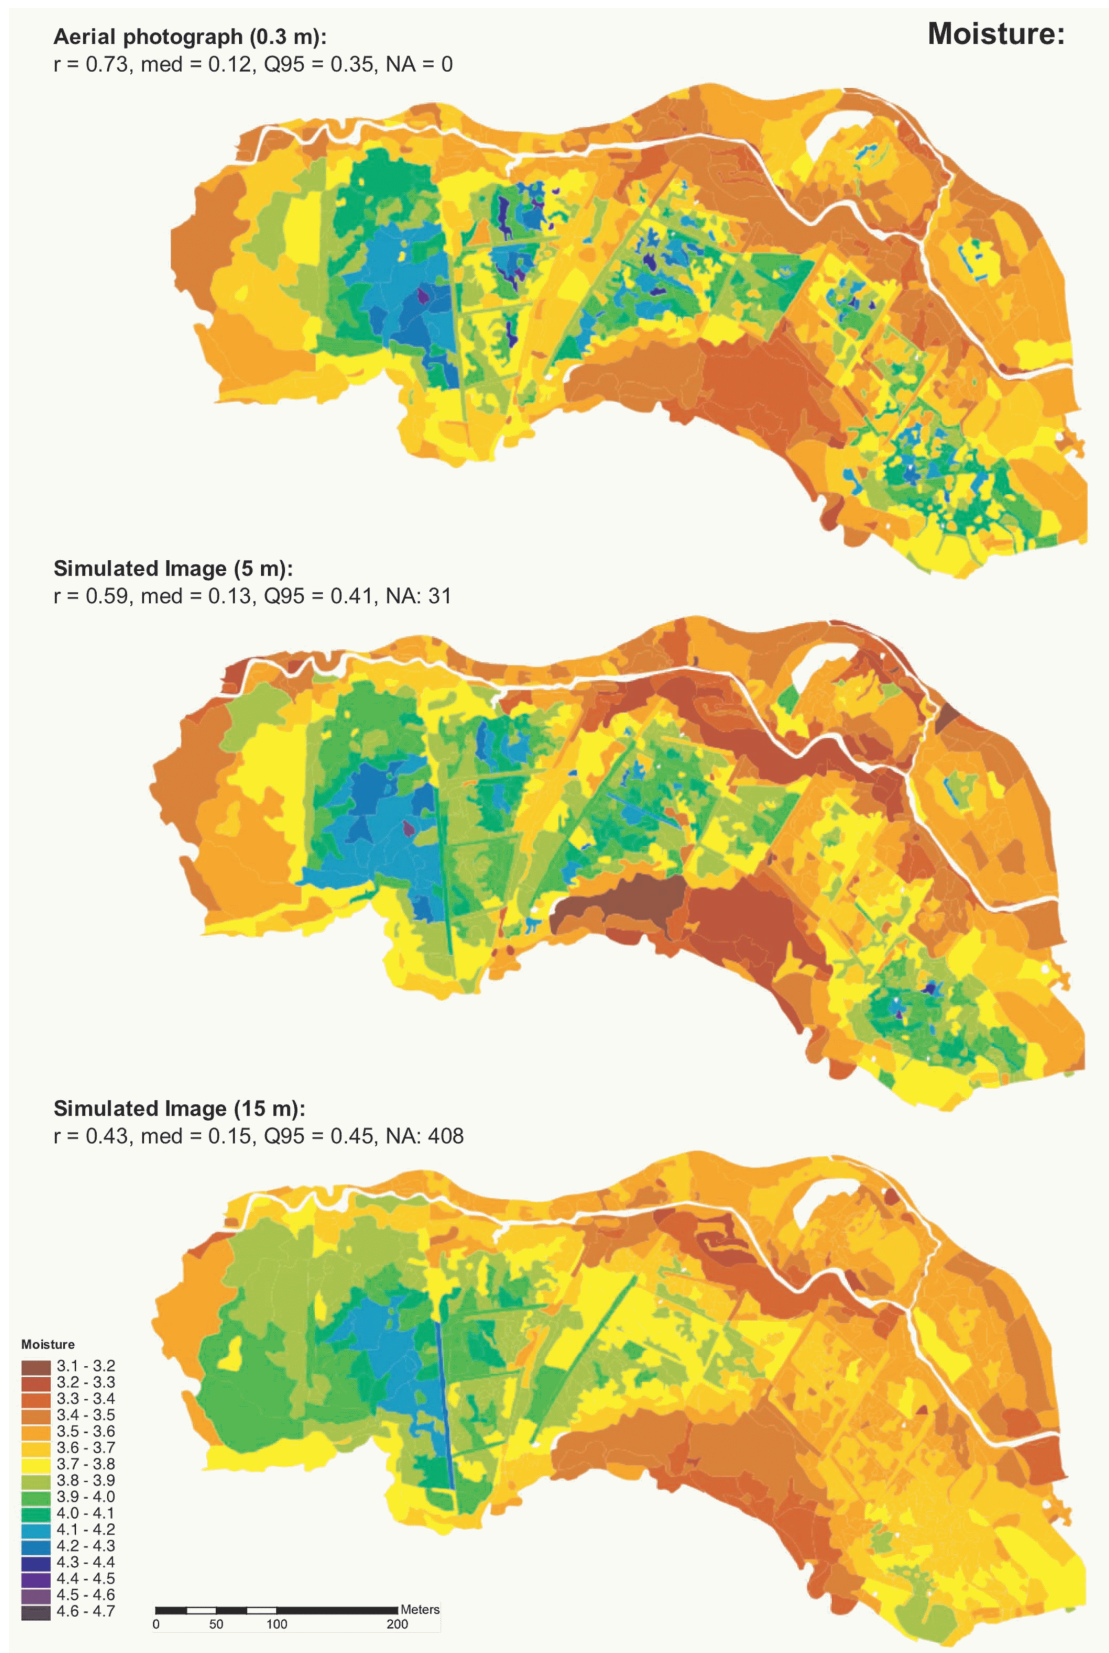 Aerial photograph (0.3 m):
Moisture:
r = 0.73, med = 0.12, Q95 = 0.35, NA = 0
Simulated Image (5 m):
r = 0.59, med = 0.13, Q95 = 0.41, NA: 31
Simulated Image (15 m):
r = 0.43, med = 0.15, Q95 = 0.45, NA: 408
Moisture
3.1 - 3.2
3.2 - 3.3
3.3 - 3.4
3.4 - 3.5
3.5 - 3.6
3.6 - 3.7
3.7 - 3.8
3.8 - 3.9
3.9 - 4.0
4.0 - 4.1
4.1 - 4.2
4.2 - 4.3
4.3 - 4.4
4.4 - 4.5
4.5 - 4.6
4.6 - 4.7
Meters
0 50 100 200